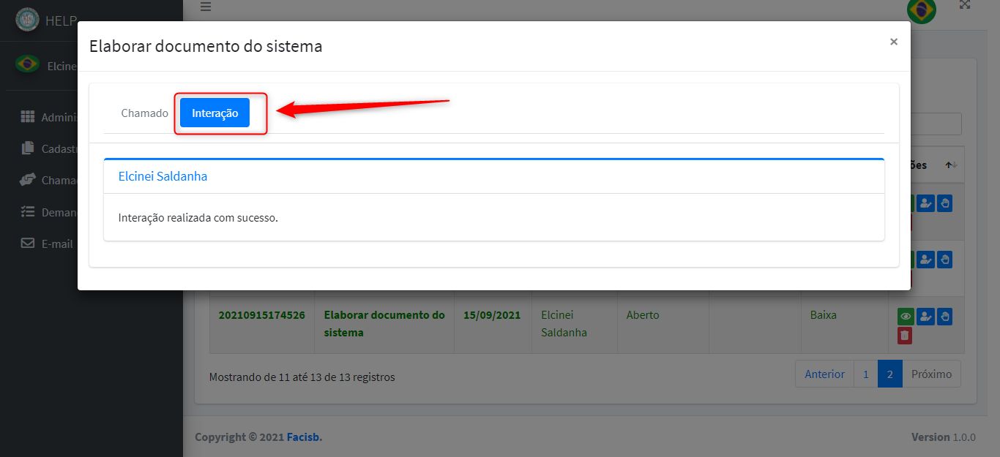 HELP
Elcine
Adminis
Cadastr
Chama
Deman
E-mail
Elaborar documento do sistema
×
Chamado
Interação
Elcinei Saldanha
Interação realizada com sucesso.
ões
20210915174526
Elaborar documento do
sistema
15/09/2021
Elcinei
Saldanha
Aberto
Baixa
Mostrando de 11 até 13 de 13 registros
Anterior 1 2 Próximo
Copyright © 2021 Facisb.
Version 1.0.0